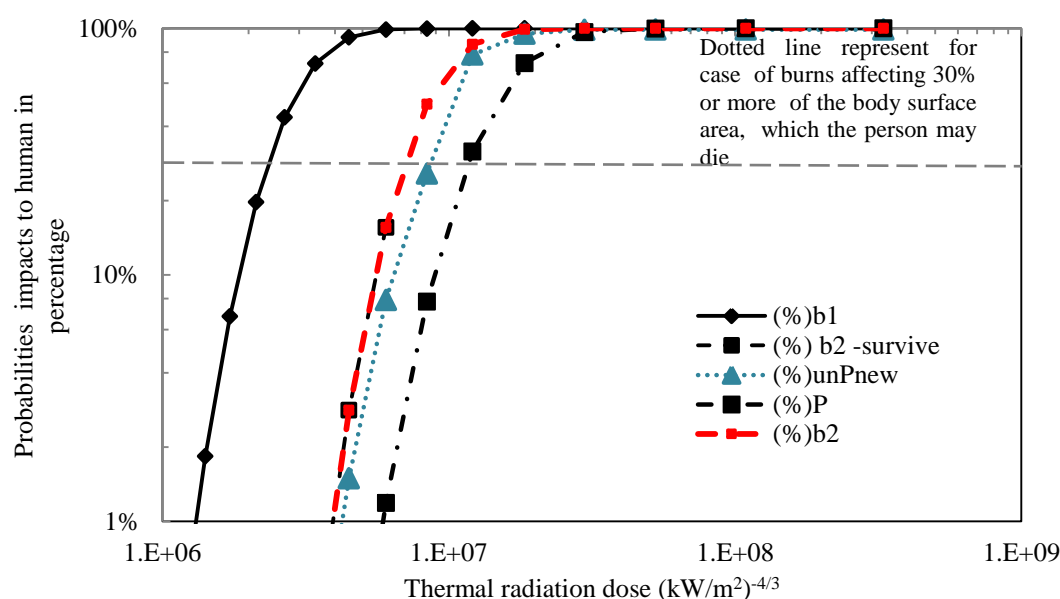 100%
10%
1%
Probabilities impacts to human in
percentage
Dotted line represent for
case of burns affecting 30%
or more of the body surface
area, which the person may
die
(%)b1
(%) b2 -survive
(%)unPnew
(%)P
(%)b2
1.E+06
1.E+07
1.E+08
1.E+09
Thermal radiation dose (kW/m²)⁻⁴/³